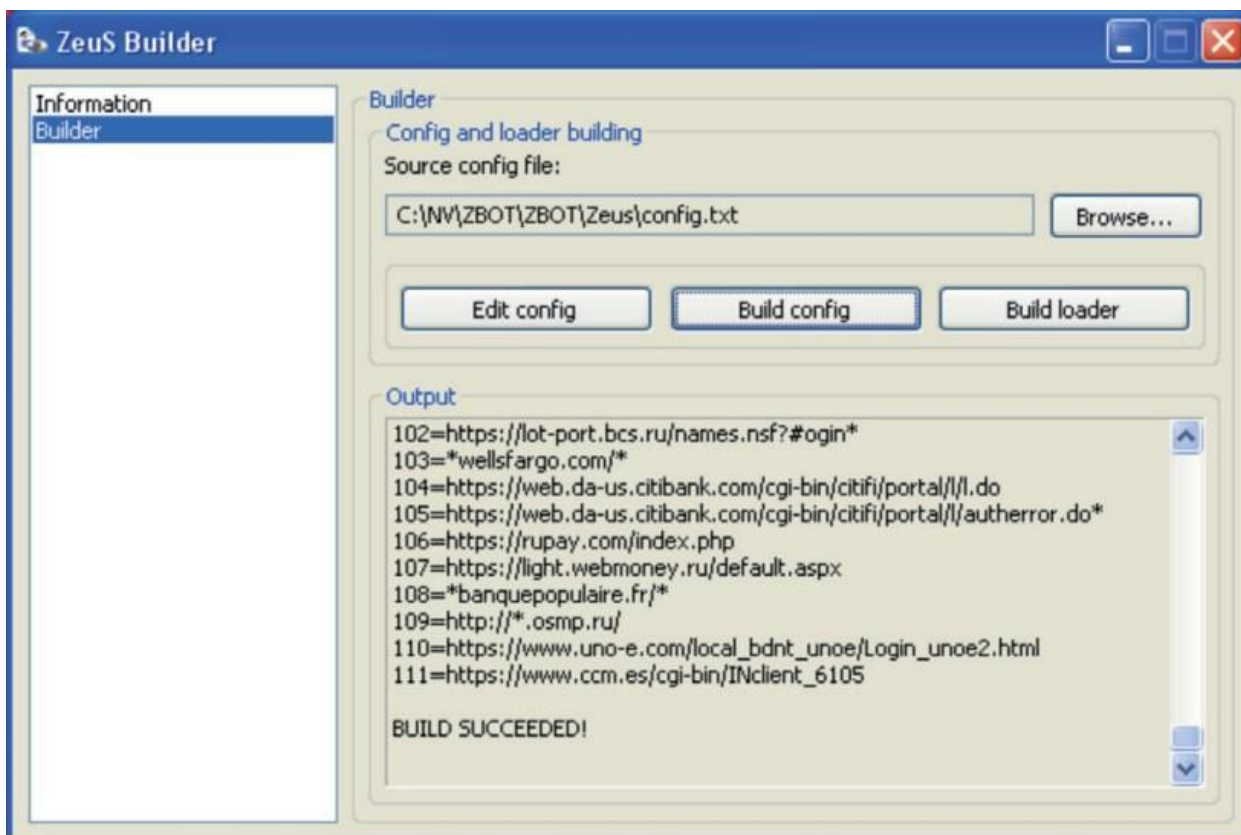 ZeuS Builder
Information
Builder
Builder
Config and loader building
Source config file:
C:\NV\ZBOT\ZBOT\Zeus\config.txt
Browse...
Edit config
Build config
Build loader
Output
102=https://lot-port.bcs.ru/names.nsf?#ogin*
103=*wellsfargo.com/*
104=https://web.da-us.citibank.com/cgi-bin/citifi/portal/l/l.do
105=https://web.da-us.citibank.com/cgi-bin/citifi/portal/l/autherror.do*
106=https://rupay.com/index.php
107=https://light.webmoney.ru/default.aspx
108=*banquepopulaire.fr/*
109=http://*.osmp.ru/
110=https://www.uno-e.com/local_bdnt_unoe/Login_unoe2.html
111=https://www.ccm.es/cgi-bin/INclient_6105
BUILD SUCCEEDED!